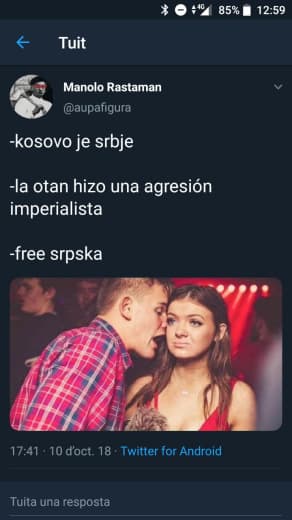 85% 12:59
Tuit
Manolo Rastaman
@aupafigura
-kosovo je srbje
-la otan hizo una agresión
imperialista
-free srpska
17:41 · 10 d’oct. 18 · Twitter for Android
Tuita una resposta